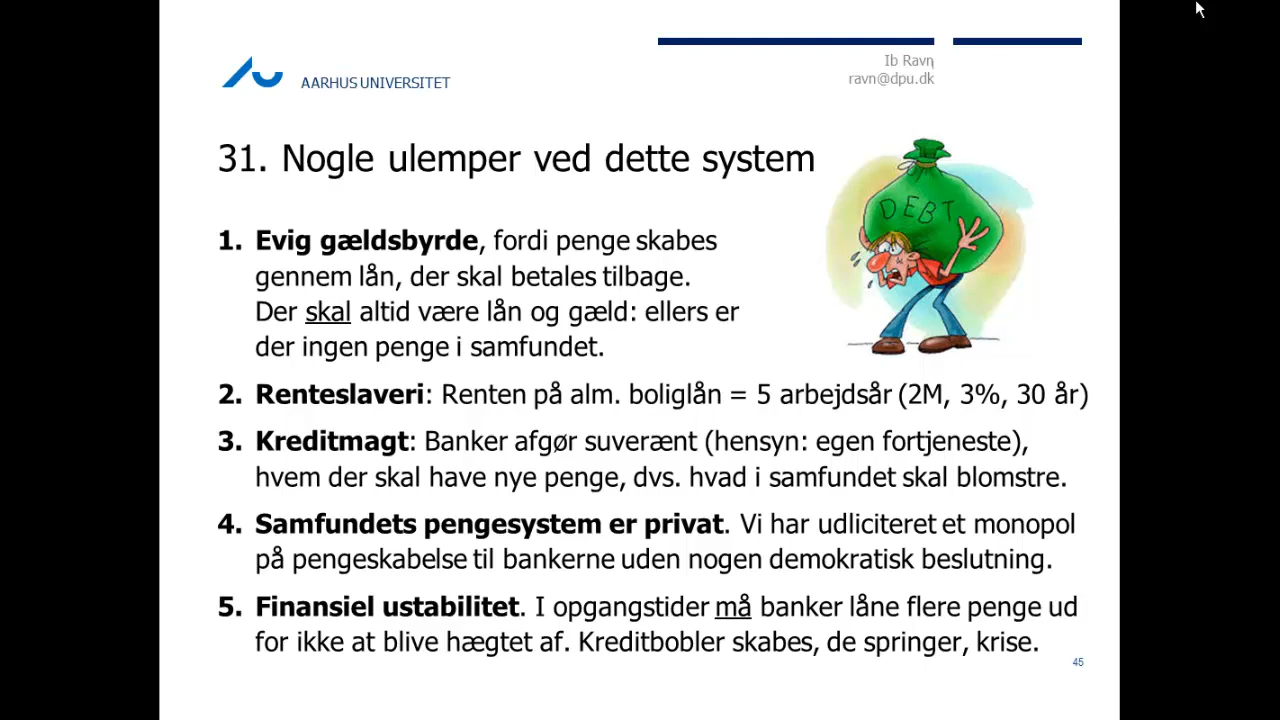 Ib Ravn
ravn@dpu.dk
AARHUS UNIVERSITET
31. Nogle ulemper ved dette system
DEBT
1. Evig gældsbyrde, fordi penge skabes
gennem lån, der skal betales tilbage.
Der skal altid være lån og gæld: ellers er
der ingen penge i samfundet.
2. Renteslaveri: Renten på alm. boliglån = 5 arbejdsår (2M, 3%, 30 år)
3. Kreditmagt: Banker afgør suverænt (hensyn: egen fortjeneste),
hvem der skal have nye penge, dvs. hvad i samfundet skal blomstre.
4. Samfundets pengesystem er privat. Vi har udliciteret et monopol
på pengeskabelse til bankerne uden nogen demokratisk beslutning.
5. Finansiel ustabilitet. I opgangstider må banker låne flere penge ud
for ikke at blive hægtet af. Kreditbobler skabes, de springer, krise.
45